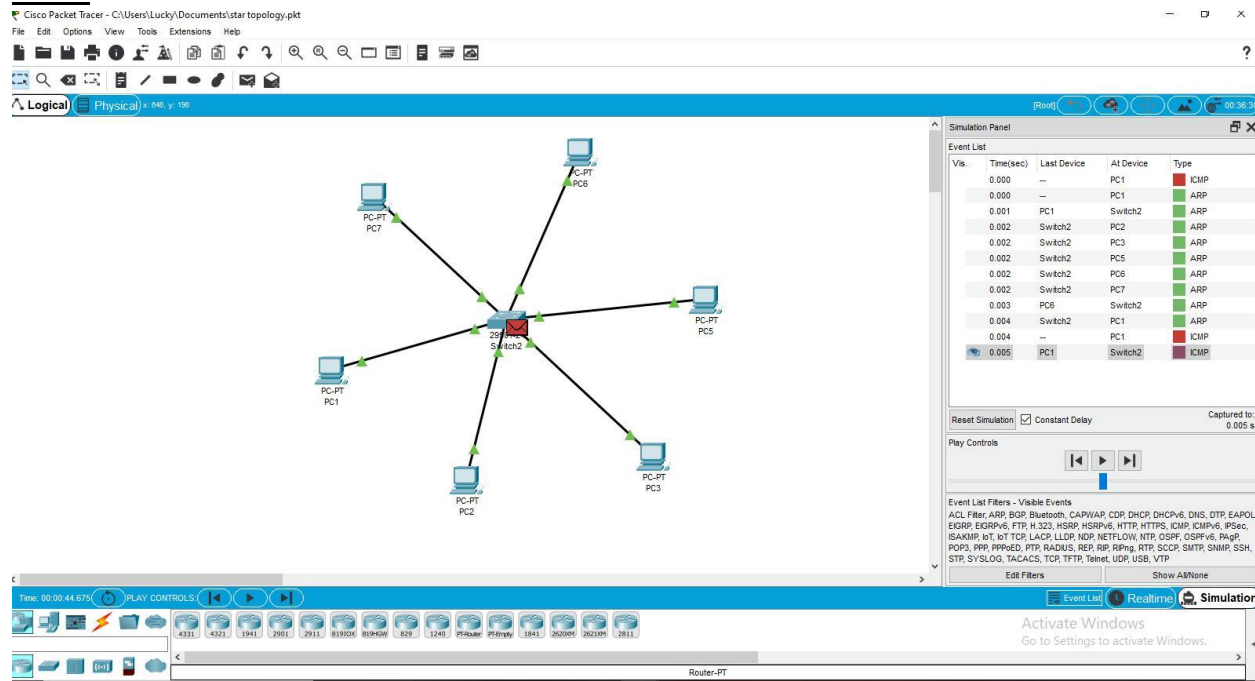 Cisco Packet Tracer - C:\Users\Lucky\Documents\star topology.pkt
File Edit Options View Tools Extensions Help
?
Logical Physical x: 648, y: 196 [Root] 00:36:30
PC-PT
PC6
PC-PT
PC7
PC-PT
PC5
Switch2
PC-PT
PC1
PC-PT
PC3
PC-PT
PC2
Simulation Panel
Event List
Vis. Time(sec) Last Device At Device Type
0.000 -- PC1 ICMP
0.000 -- PC1 ARP
0.001 PC1 Switch2 ARP
0.002 Switch2 PC2 ARP
0.002 Switch2 PC3 ARP
0.002 Switch2 PC5 ARP
0.002 Switch2 PC6 ARP
0.002 Switch2 PC7 ARP
0.003 PC6 Switch2 ARP
0.004 Switch2 PC1 ARP
0.004 -- PC1 ICMP
0.005 PC1 Switch2 ICMP
Reset Simulation Constant Delay Captured to:
0.005 s
Play Controls
Event List Filters - Visible Events
ACL Filter, ARP, BGP, Bluetooth, CAPWAP, CDP, DHCP, DHCPv6, DNS, DTP, EAPOL,
EIGRP, EIGRPv6, FTP, H.323, HSRP, HSRPv6, HTTP, HTTPS, ICMP, ICMPv6, IPSec,
ISAKMP, IoT, IoT TCP, LACP, LLDP, NDP, NETFLOW, NTP, OSPF, OSPFv6, PAgP,
POP3, PPP, PPPoED, PTP, RADIUS, REP, RIP, RIPng, RTP, SCCP, SMTP, SNMP, SSH,
STP, SYSLOG, TACACS, TCP, TFTP, Telnet, UDP, USB, VTP
Edit Filters Show All/None
Time: 00:00:44.675 PLAY CONTROLS: Event List Realtime Simulation
4331 4321 1941 2901 2911 819IOX 819HGW 829 1240 PT-Router PT-Empty 1841 2620XM 2621XM 2811
Activate Windows
Go to Settings to activate Windows.
Router-PT